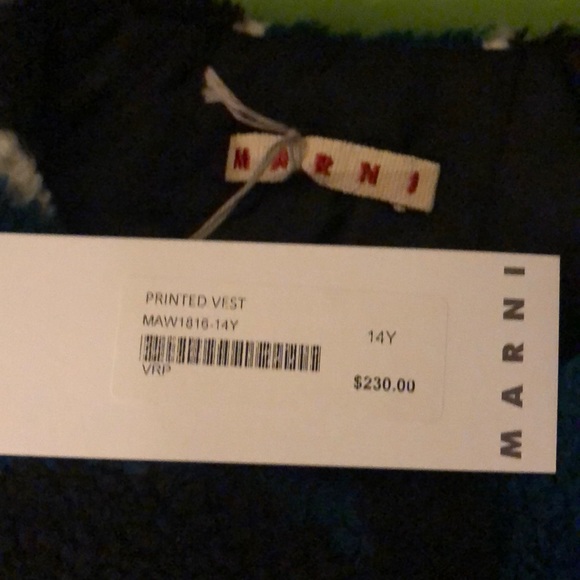 MARNI
PRINTED VEST
MAW1816-14Y
14Y
VRP
$230.00
MARNI